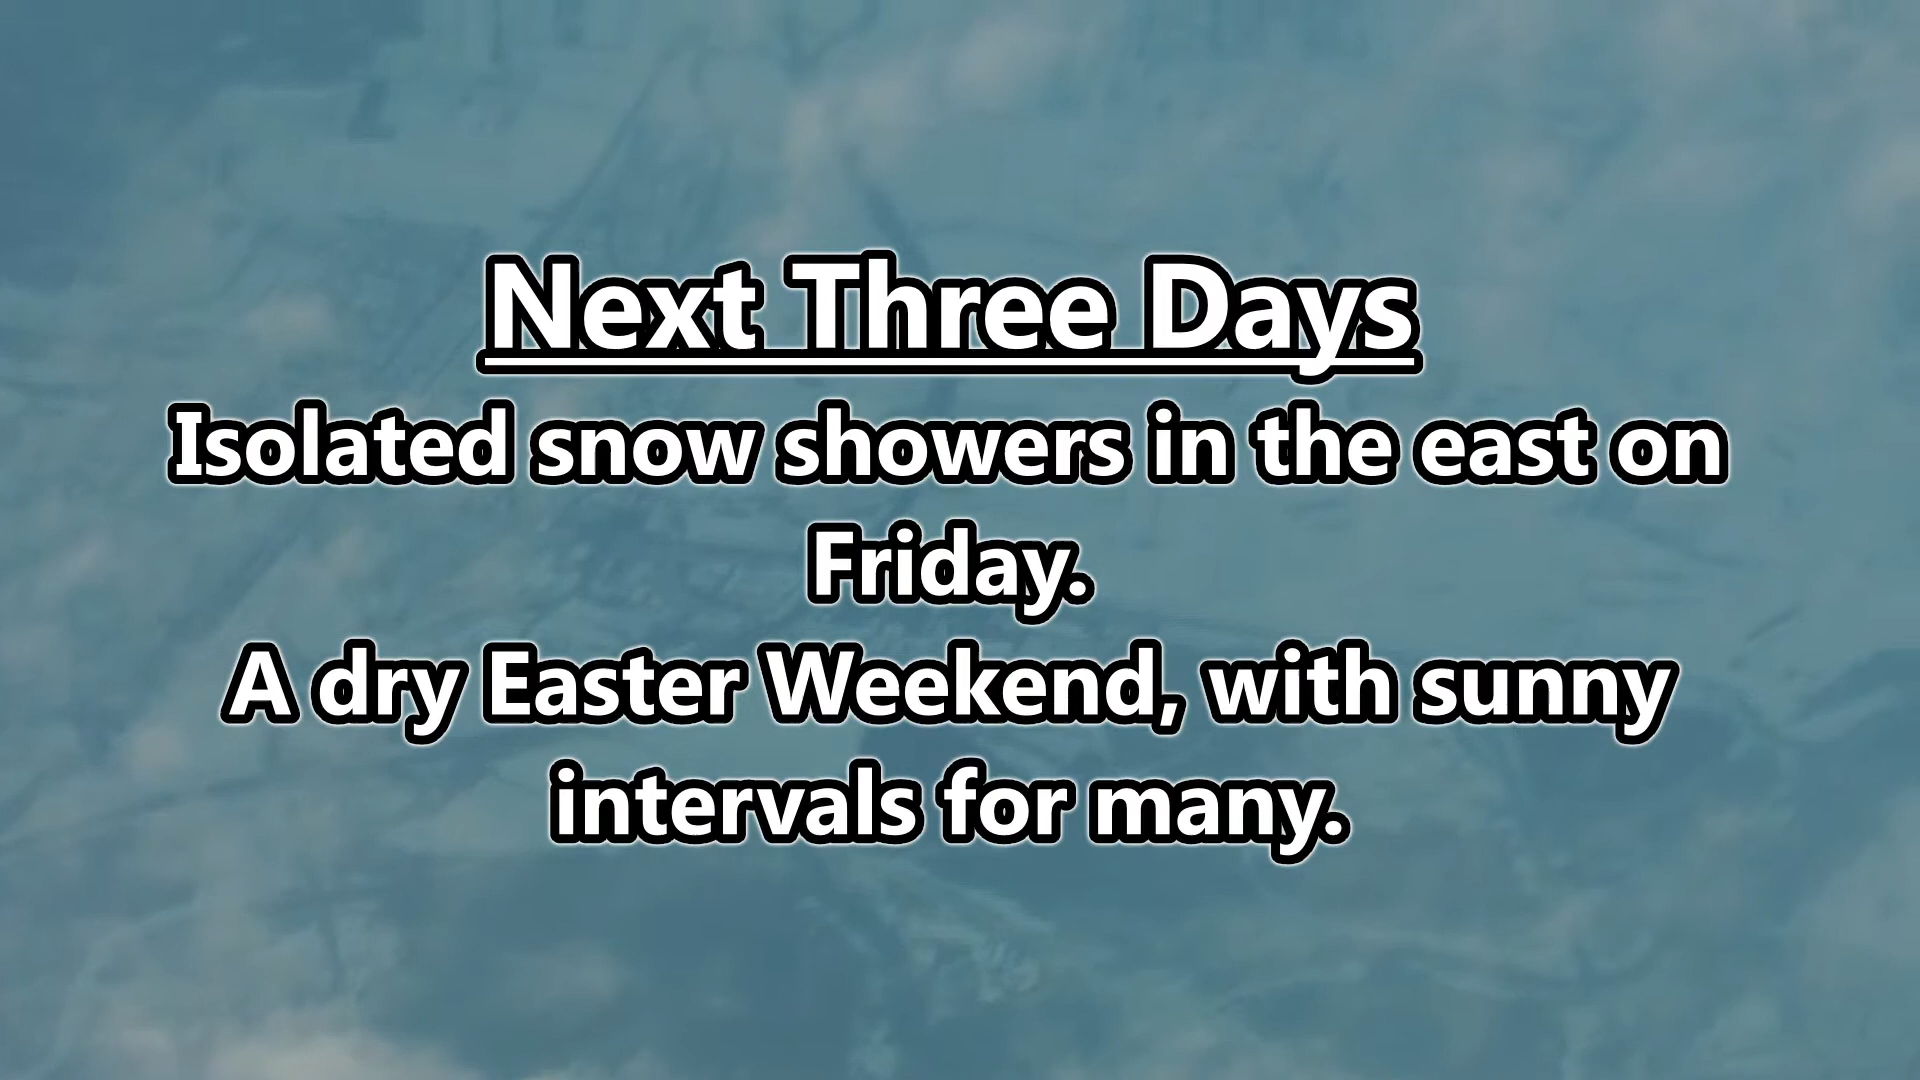 Next Three Days
Isolated snow showers in the east on
Friday.
A dry Easter Weekend, with sunny
intervals for many.